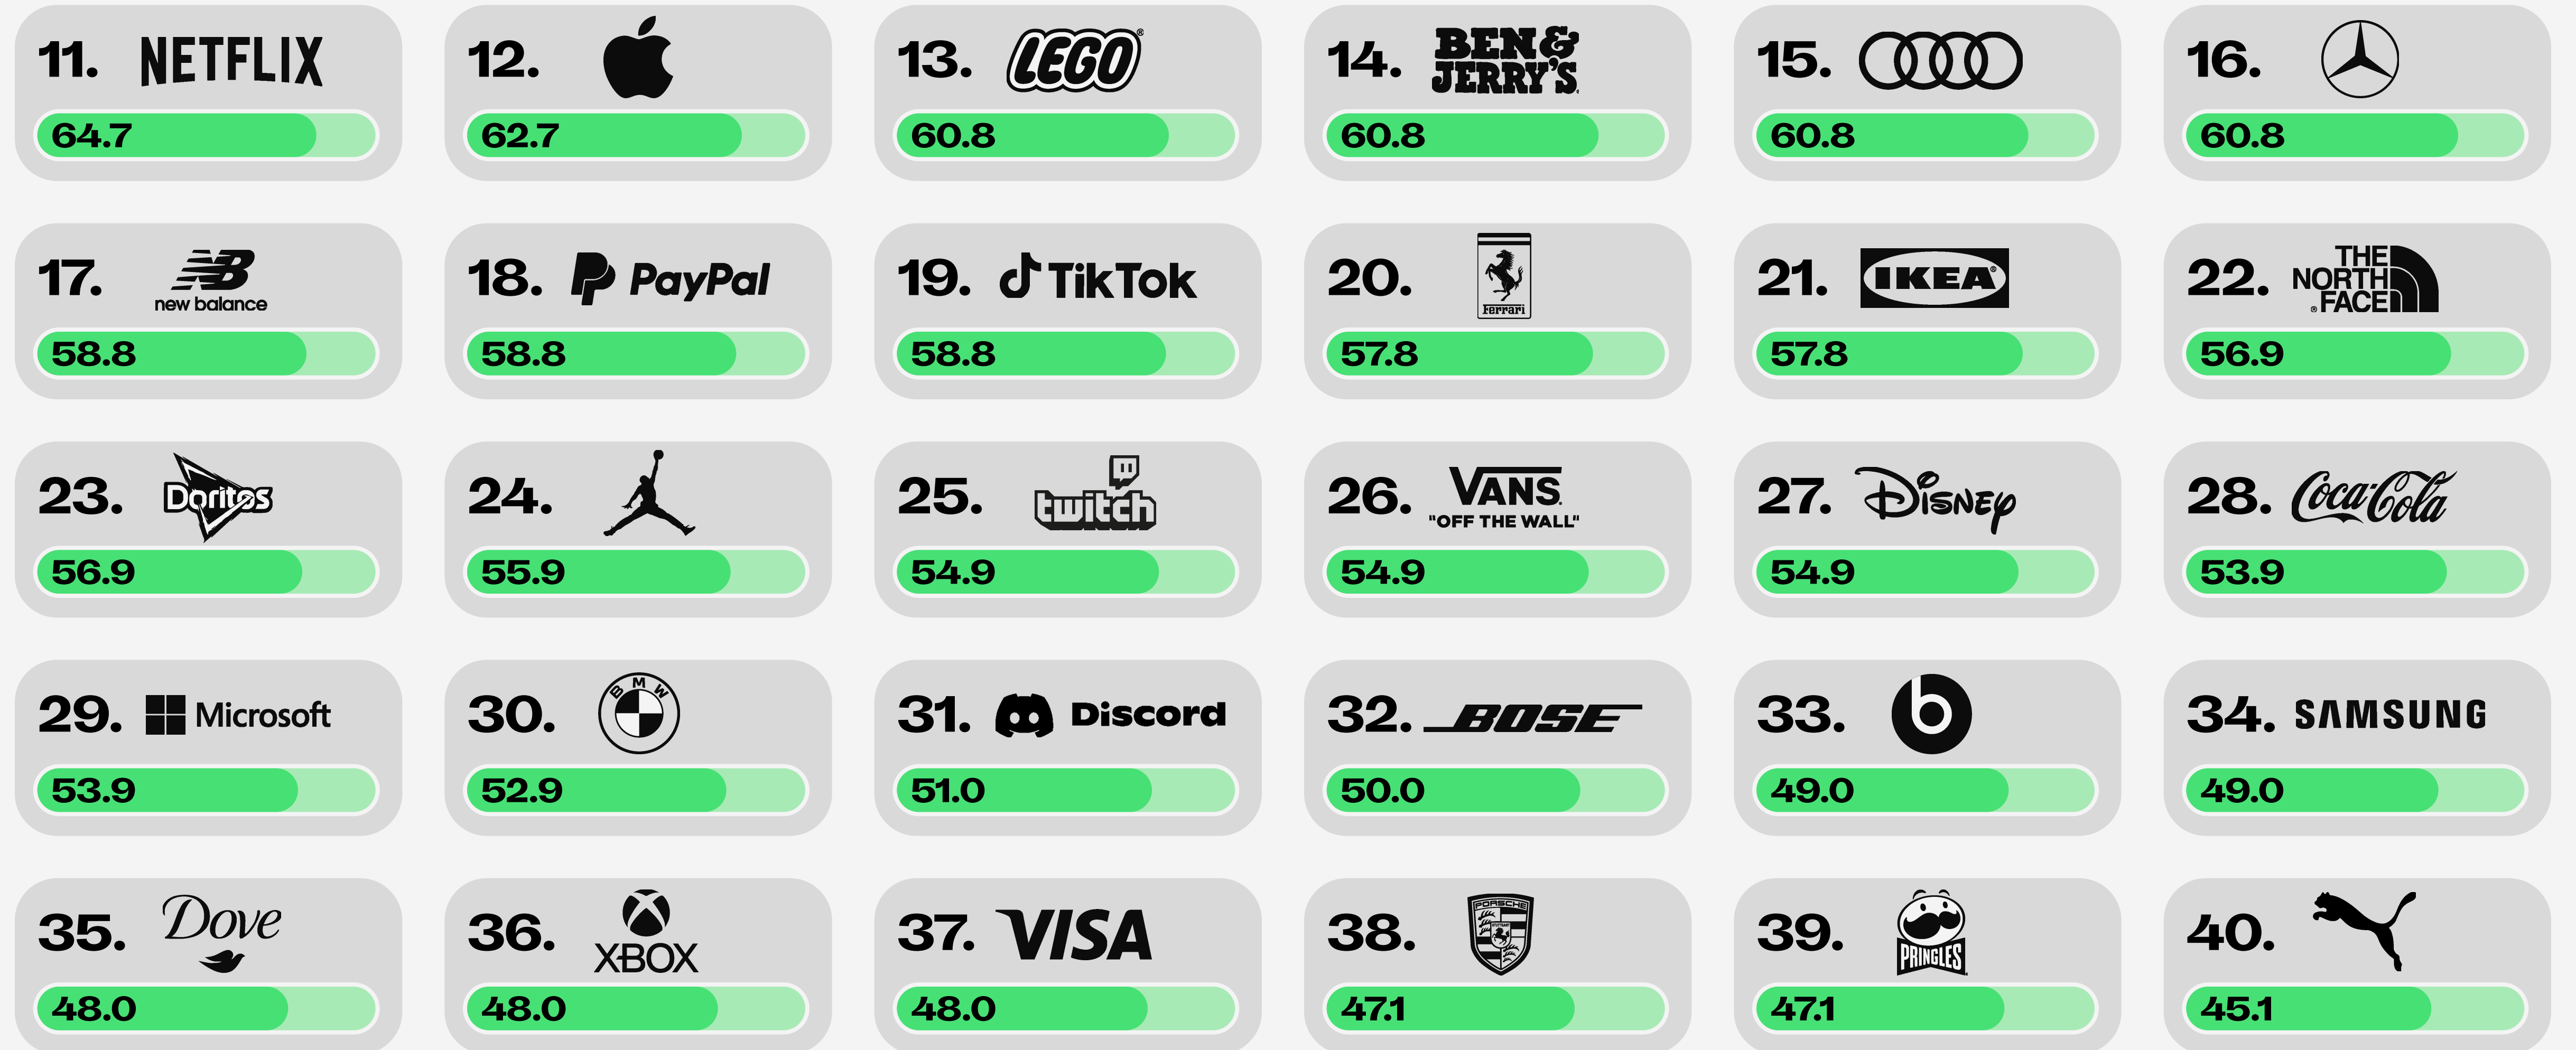 11. NETFLIX
64.7
12.
62.7
13. LEGO®
60.8
14. BEN &
JERRY'S
60.8
15.
60.8
16.
60.8
17. NB
new balance
58.8
18. PayPal
58.8
19. TikTok
58.8
20. Ferrari
57.8
21. IKEA®
57.8
22. THE
NORTH
® FACE
56.9
23. Doritos
56.9
24.
55.9
25. twitch
54.9
26. VANS
"OFF THE WALL"
54.9
27. Disney
54.9
28. Coca-Cola
53.9
29. Microsoft
53.9
30. BMW
52.9
31. Discord
51.0
32. BOSE
50.0
33. b
49.0
34. SAMSUNG
49.0
35. Dove
48.0
36. XBOX
48.0
37. VISA
48.0
38. PORSCHE
47.1
39. PRINGLES
47.1
40.
45.1